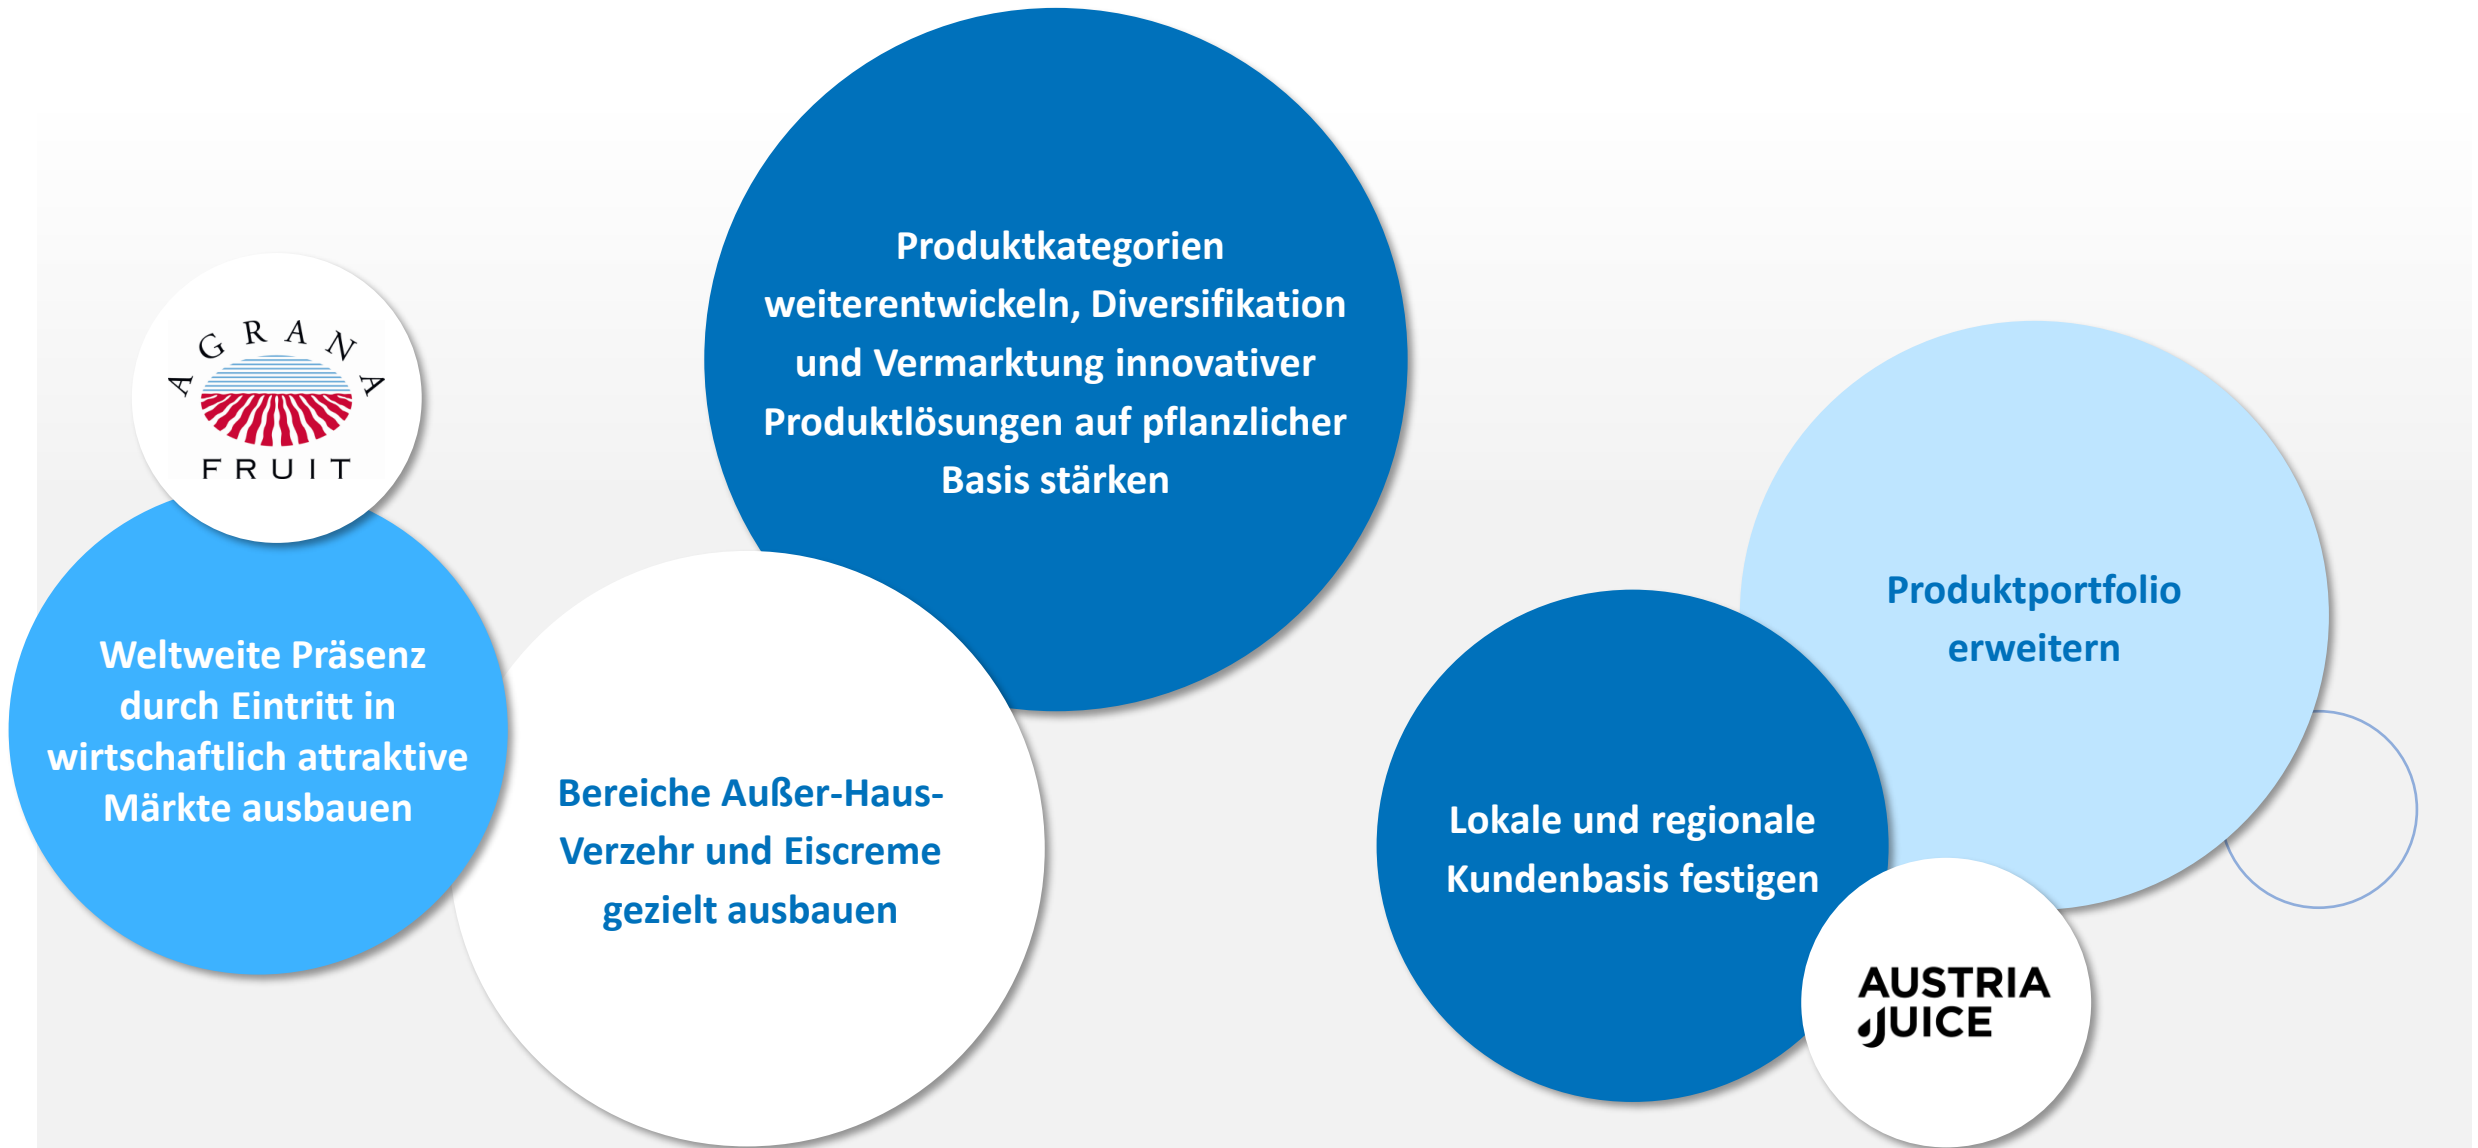 AGRANA
FRUIT
Weltweite Präsenz
durch Eintritt in
wirtschaftlich attraktive
Märkte ausbauen
Produktkategorien
weiterentwickeln, Diversifikation
und Vermarktung innovativer
Produktlösungen auf pflanzlicher
Basis stärken
Bereiche Außer-Haus-
Verzehr und Eiscreme
gezielt ausbauen
Lokale und regionale
Kundenbasis festigen
Produktportfolio
erweitern
AUSTRIA
JUICE